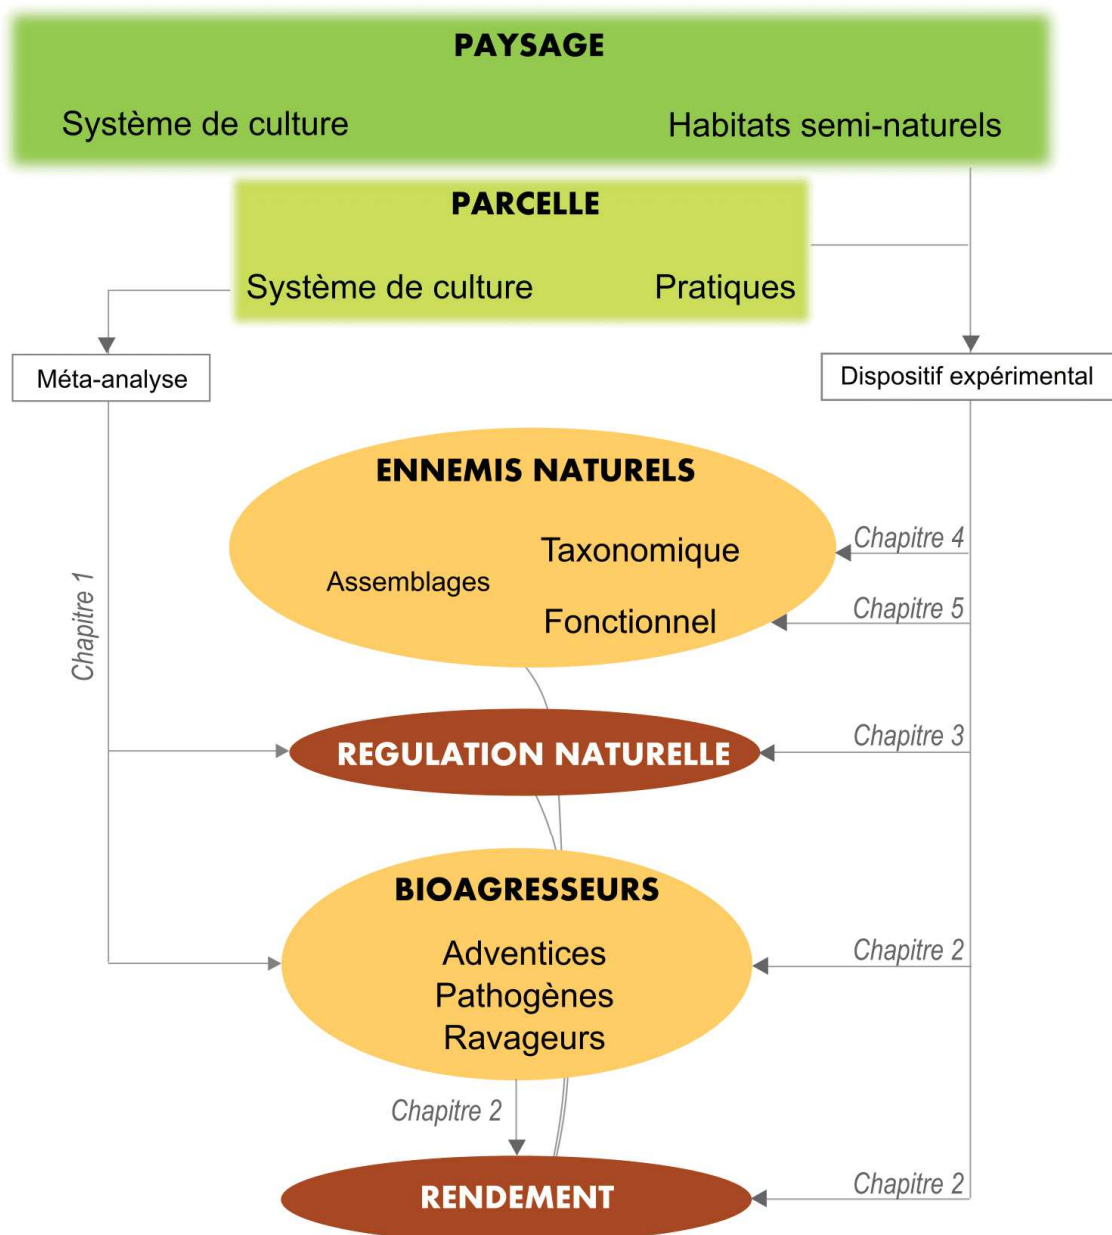 PAYSAGE
Système de culture
Habitats semi-naturels
PARCELLE
Système de culture
Pratiques
Méta-analyse
Dispositif expérimental
ENNEMIS NATURELS
Taxonomique
Assemblages
Fonctionnel
Chapitre 4
Chapitre 5
Chapitre 1
REGULATION NATURELLE
Chapitre 3
BIOAGRESSEURS
Adventices
Pathogènes
Ravageurs
Chapitre 2
Chapitre 2
RENDEMENT
Chapitre 2